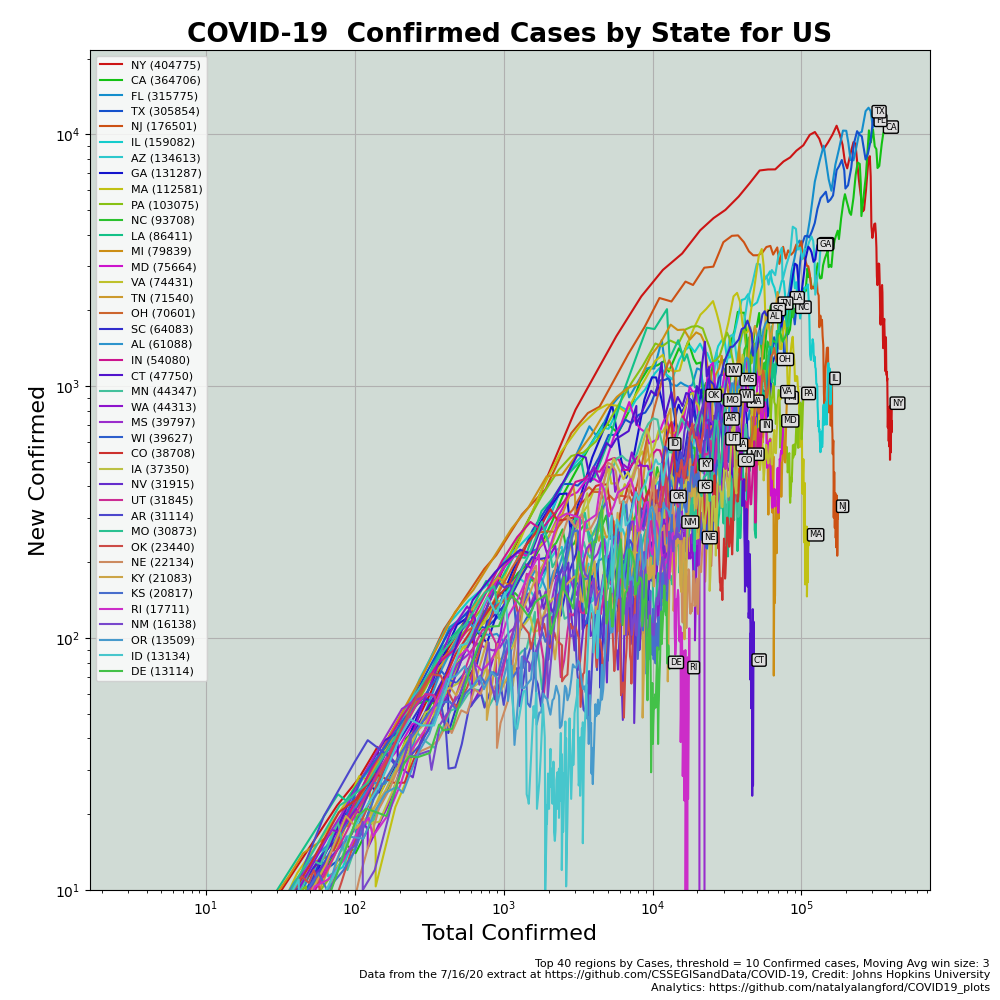 COVID-19  Confirmed Cases by State for US
NY (404775)
CA (364706)
FL (315775)
TX (305854)
NJ (176501)
IL (159082)
AZ (134613)
GA (131287)
MA (112581)
PA (103075)
NC (93708)
LA (86411)
MI (79839)
MD (75664)
VA (74431)
TN (71540)
OH (70601)
SC (64083)
AL (61088)
IN (54080)
CT (47750)
MN (44347)
WA (44313)
MS (39797)
WI (39627)
CO (38708)
IA (37350)
NV (31915)
UT (31845)
AR (31114)
MO (30873)
OK (23440)
NE (22134)
KY (21083)
KS (20817)
RI (17711)
NM (16138)
OR (13509)
ID (13134)
DE (13114)
10⁴
10³
10²
10¹
New Confirmed
TX
FL
CA
GA
LA
TN
NC
SC
AL
OH
NV
IL
MS
OK
WI
VA
PA
MO
NY
AR
MD
IN
UT
ID
MN
CO
KY
KS
OR
NJ
NM
NE
MA
DE
RI
CT
10¹
10²
10³
10⁴
10⁵
Total Confirmed
Top 40 regions by Cases, threshold = 10 Confirmed cases, Moving Avg win size: 3
Data from the 7/16/20 extract at https://github.com/CSSEGISandData/COVID-19, Credit: Johns Hopkins University
Analytics: https://github.com/natalyalangford/COVID19_plots